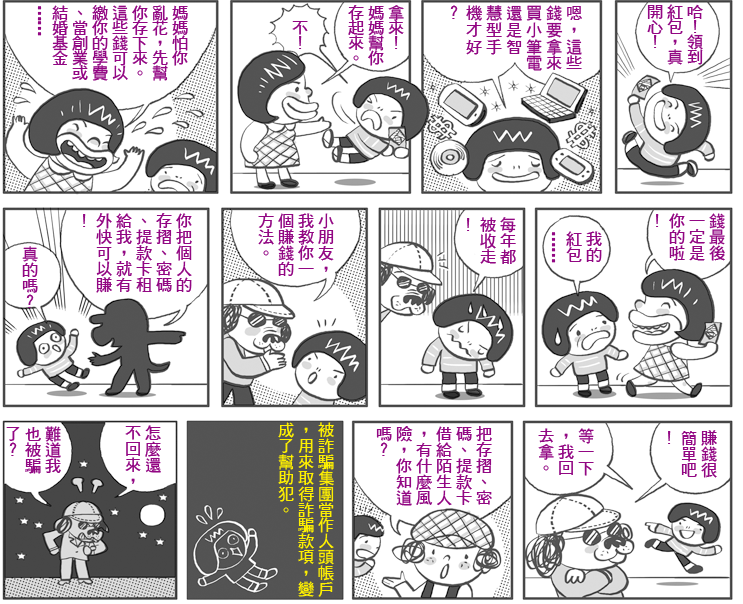 哈！領到
紅包，真
開心！
嗯，這些
錢要拿來
買小筆電
還是智
慧型手
機才好
？
拿來！
媽媽幫你
存起來。
不！
媽媽怕你
亂花，先幫
你存下來。
這些錢可以
繳你的學費
、當創業或
結婚基金
……
錢最後
一定是
你的啦
！
我的
紅包
……
每年都
被收走
！
小朋友，
我教你一
個賺錢的
方法。
你把個人的
存摺、密碼
、提款卡租
給我，就有
外快可以賺
！
真的嗎？
賺錢很
簡單吧
！
等一下
，我回
去拿。
把存摺、密
碼、提款卡
借給陌生人
，有什麼風
險，你知道
嗎？
被詐騙集團當作人頭帳戶
，用來取得詐騙款項，變
成了幫助犯。
怎麼還
不回來，
難道我
也被騙
了？